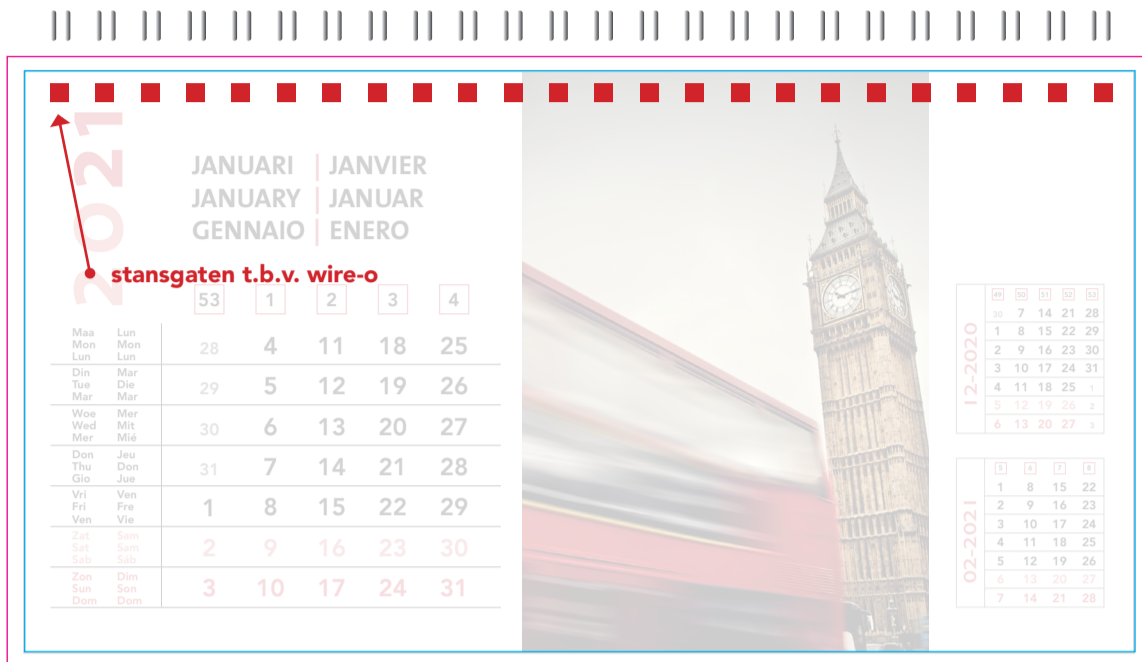 2021
JANUARI | JANVIER
JANUARY | JANUAR
GENNAIO | ENERO
stansgaten t.b.v. wire-o
53 1 2 3 4
Maa Lun
Mon Mon
Lun Lun
28 4 11 18 25
Din Mar
Tue Die
Mar Mar
29 5 12 19 26
Woe Mer
Wed Mit
Mer Mié
30 6 13 20 27
Don Jeu
Thu Don
Gio Jue
31 7 14 21 28
Vri Ven
Fri Fre
Ven Vie
1 8 15 22 29
Zat Sam
Sat Sam
Sab Sáb
2 9 16 23 30
Zon Dim
Sun Son
Dom Dom
3 10 17 24 31
12-2020
49 50 51 52 53
30 7 14 21 28
1 8 15 22 29
2 9 16 23 30
3 10 17 24 31
4 11 18 25 1
5 12 19 26 2
6 13 20 27 3
02-2021
5 6 7 8
1 8 15 22
2 9 16 23
3 10 17 24
4 11 18 25
5 12 19 26
6 13 20 27
7 14 21 28